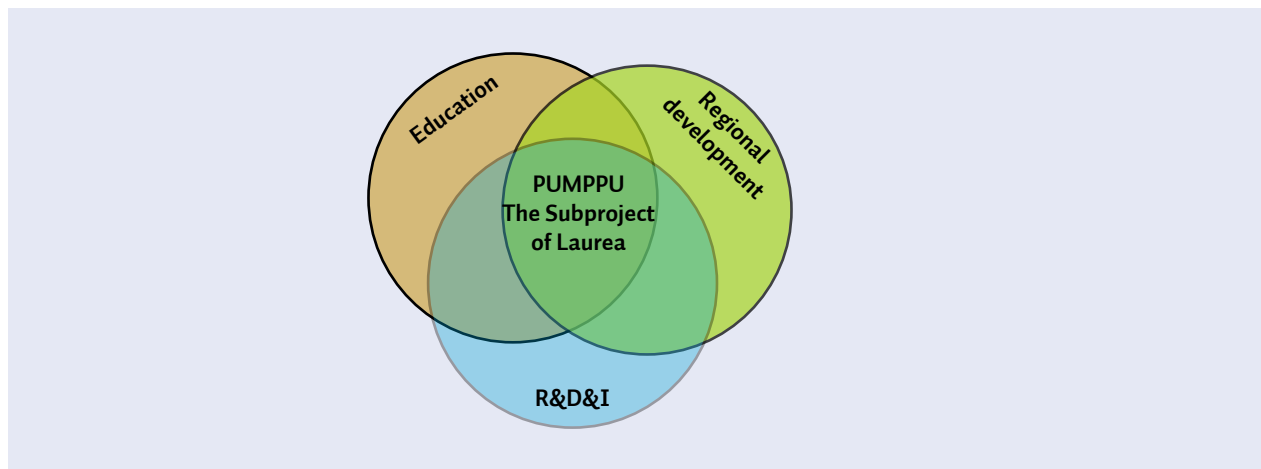 Education
Regional
development
PUMPPU
The Subproject
of Laurea
R&D&I